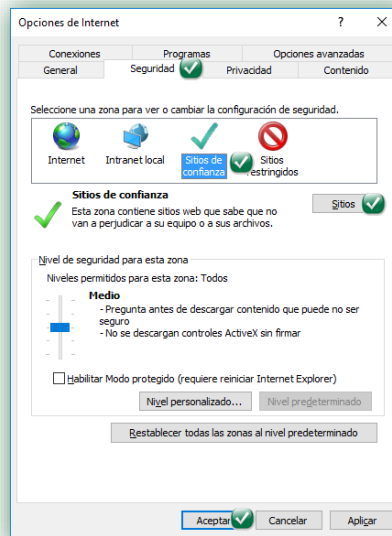 Opciones de Internet
? X
Conexiones Programas Opciones avanzadas
General Seguridad Privacidad Contenido
Seleccione una zona para ver o cambiar la configuración de seguridad.
Internet Intranet local Sitios de confianza Sitios restringidos
Sitios de confianza
Esta zona contiene sitios web que sabe que no
van a perjudicar a su equipo o a sus archivos.
Sitios
Nivel de seguridad para esta zona
Niveles permitidos para esta zona: Todos
Medio
- Pregunta antes de descargar contenido que puede no ser
seguro
- No se descargan controles ActiveX sin firmar
Habilitar Modo protegido (requiere reiniciar Internet Explorer)
Nivel personalizado... Nivel predeterminado
Restablecer todas las zonas al nivel predeterminado
Aceptar Cancelar Aplicar